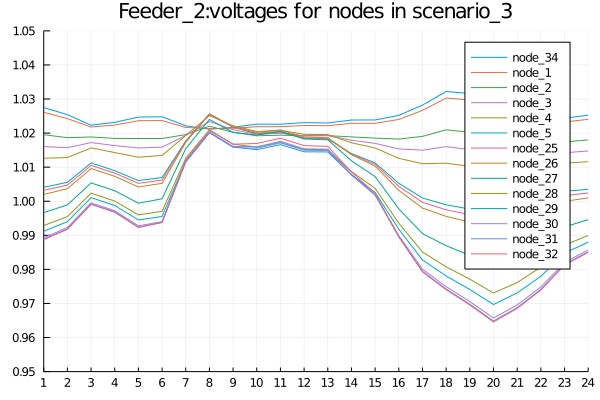 Feeder_2:voltages for nodes in scenario_3
1.05
1.04
1.03
1.02
1.01
1.00
0.99
0.98
0.97
0.96
0.95
node_34
node_1
node_2
node_3
node_4
node_5
node_25
node_26
node_27
node_28
node_29
node_30
node_31
node_32
1 2 3 4 5 6 7 8 9 10 11 12 13 14 15 16 17 18 19 20 21 22 23 24